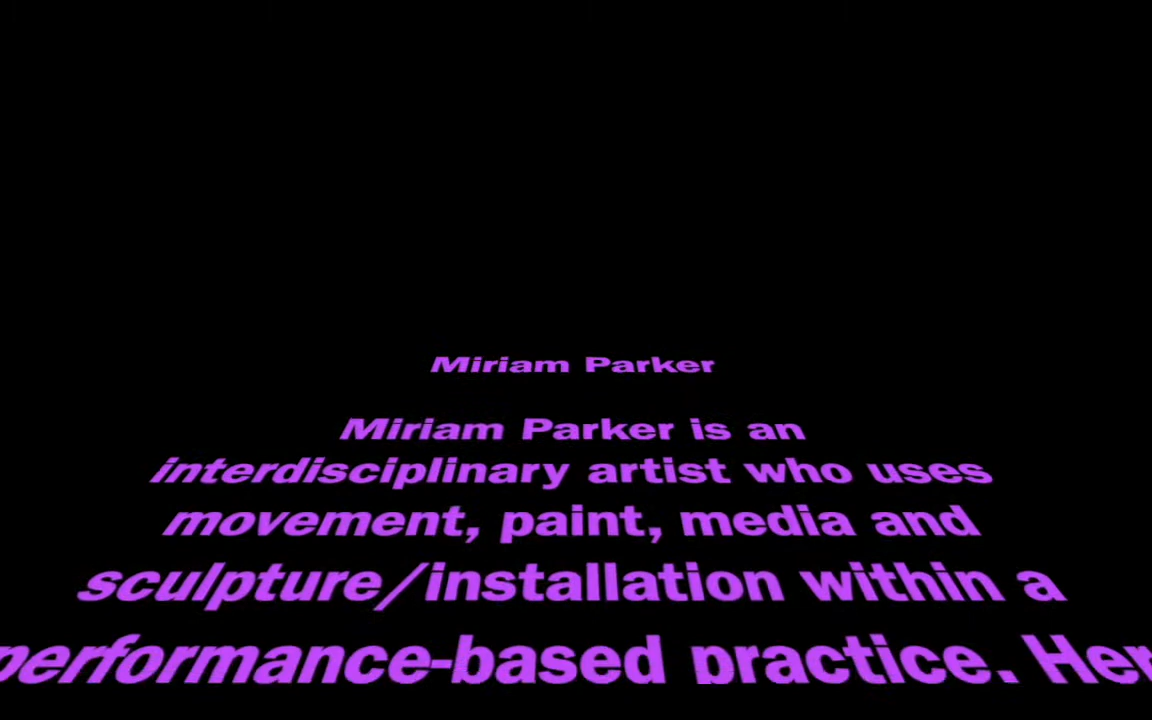 Miriam Parker
Miriam Parker is an
interdisciplinary artist who uses
movement, paint, media and
sculpture/installation within a
performance-based practice. Her